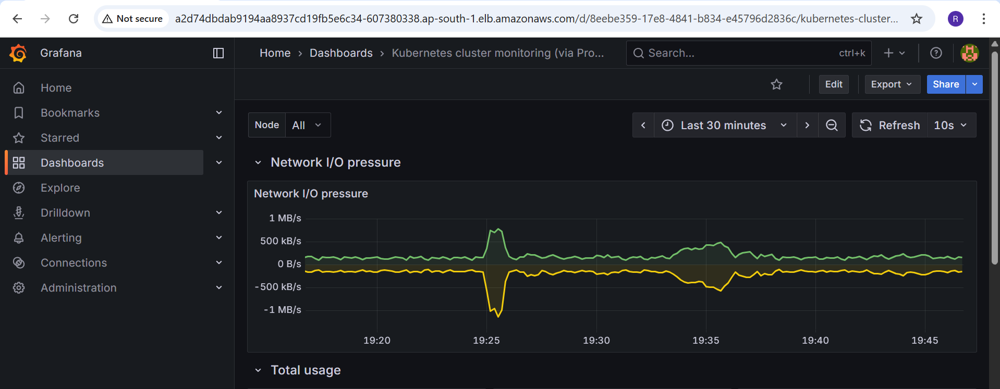 Not secure
a2d74dbdab9194aa8937cd19fb5e6c34-607380338.ap-south-1.elb.amazonaws.com/d/8eebe359-17e8-4841-b834-e45796d2836c/kubernetes-cluster...
R
Grafana
Home > Dashboards > Kubernetes cluster monitoring (via Pro...
Search... ctrl+k
Edit Export Share
Home
Bookmarks
Starred
Dashboards
Explore
Drilldown
Alerting
Connections
Administration
Node All
Last 30 minutes
Refresh 10s
Network I/O pressure
Network I/O pressure
1 MB/s
500 kB/s
0 B/s
-500 kB/s
-1 MB/s
19:20 19:25 19:30 19:35 19:40 19:45
Total usage